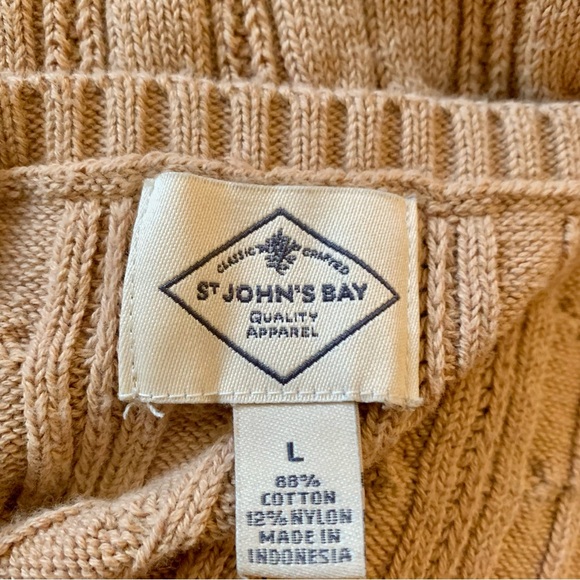 CLASSIC CRAFTED
ST JOHN'S BAY
QUALITY
APPAREL
L
88%
COTTON
12% NYLON
MADE IN
INDONESIA